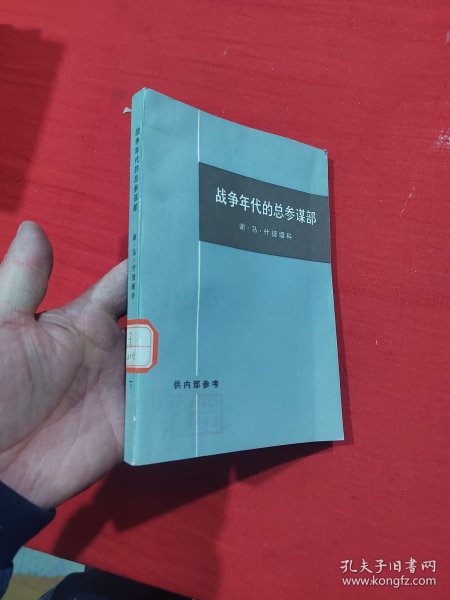 战争年代的总参谋部
谢·马·什捷缅科
战争年代的总参谋部
谢·马·什捷缅科
供内部参考
7
孔夫子旧书网
www.kongfz.com